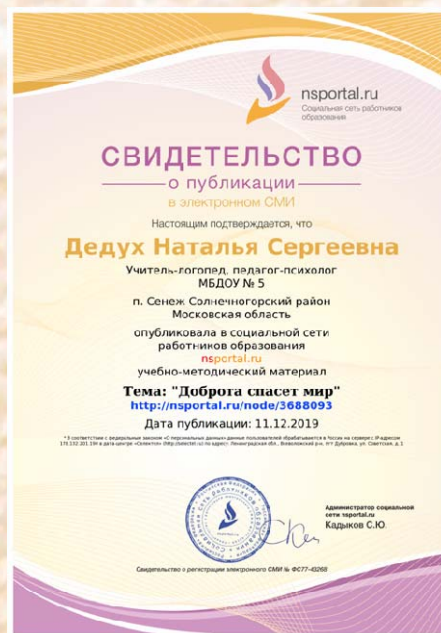 nsportal.ru
Социальная сеть работников
образования
СВИДЕТЕЛЬСТВО
о публикации
в электронном СМИ
Настоящим подтверждается, что
Дедух Наталья Сергеевна
Учитель-логопед, педагог-психолог
МБДОУ № 5
п. Сенеж Солнечногорский район
Московская область
опубликовала в социальной сети
работников образования
nsportal.ru
учебно-методический материал
Тема: "Доброта спасет мир"
http://nsportal.ru/node/3688093
Дата публикации: 11.12.2019
Администратор социальной
сети nsportal.ru
Кадыков С.Ю.
Свидетельство о регистрации электронного СМИ № ФС77-43268